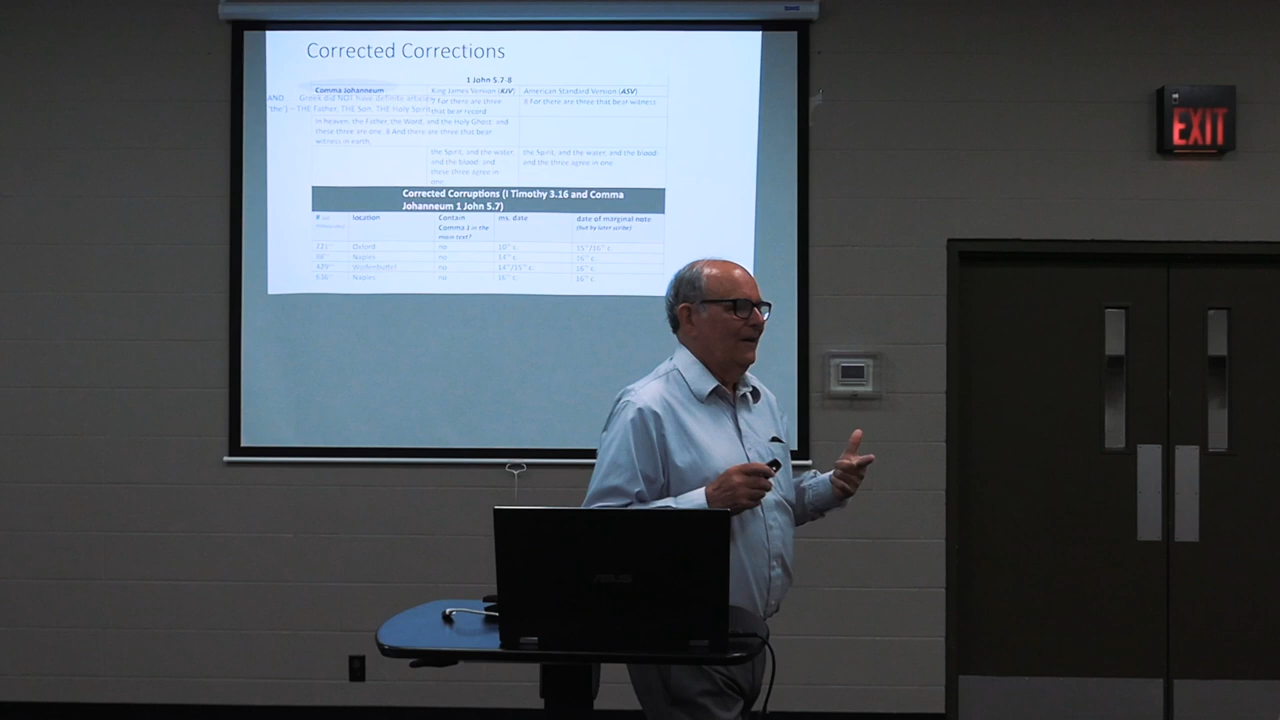 Corrected Corrections
1 John 5.7-8
Comma Johanneum
King James Version (KJV)
American Standard Version (ASV)
AND Greek did NOT have definite article
'the') – THE Father, THE Son, THE Holy Spirit
7 For there are three
that bear record
8 For there are three that bear witness
in heaven, the Father, the Word, and the Holy Ghost: and
these three are one. 8 And there are three that bear
witness in earth,
the Spirit, and the water,
and the blood: and
these three agree in
one.
the Spirit, and the water, and the blood:
and the three agree in one.
Corrected Corruptions (I Timothy 3.16 and Comma
Johanneum 1 John 5.7)
#
location
Contain
Comma J in the
main text?
ms. date
date of marginal note
(but by later scribe)
221 Oxford no 10th c. 15th/16th c.
Naples no 14th c. 16th c.
429 Wolfenbuttel no 14th/15th c. 16th c.
636 Naples no 16th c. 16th c.
EXIT
ASUS